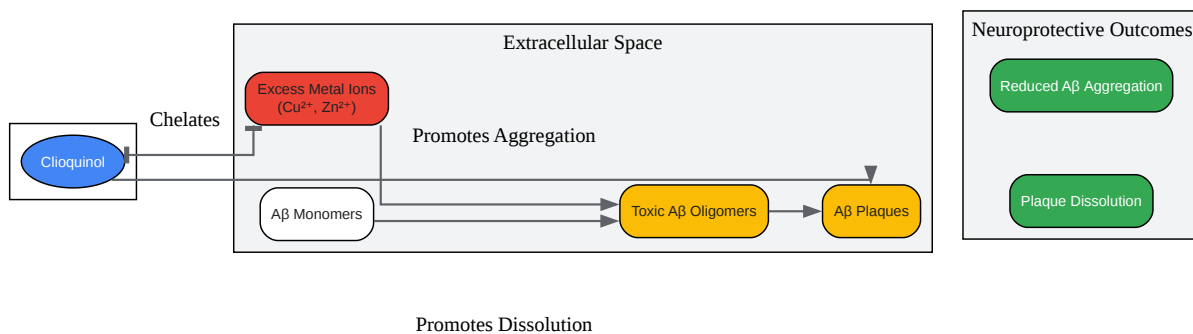 Extracellular Space
Neuroprotective Outcomes
Excess Metal Ions
(Cu²⁺, Zn²⁺)
Reduced Aβ Aggregation
Chelates
Promotes Aggregation
Clioquinol
Aβ Monomers
Toxic Aβ Oligomers
Aβ Plaques
Plaque Dissolution
Promotes Dissolution